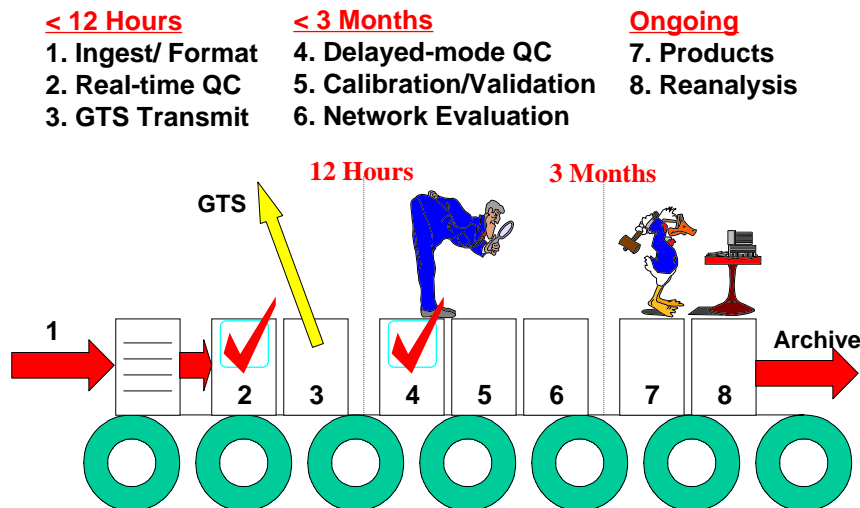 < 12 Hours
1. Ingest/ Format
2. Real-time QC
3. GTS Transmit
< 3 Months
4. Delayed-mode QC
5. Calibration/Validation
6. Network Evaluation
Ongoing
7. Products
8. Reanalysis
12 Hours
3 Months
GTS
1
Archive
2
3
4
5
6
7
8